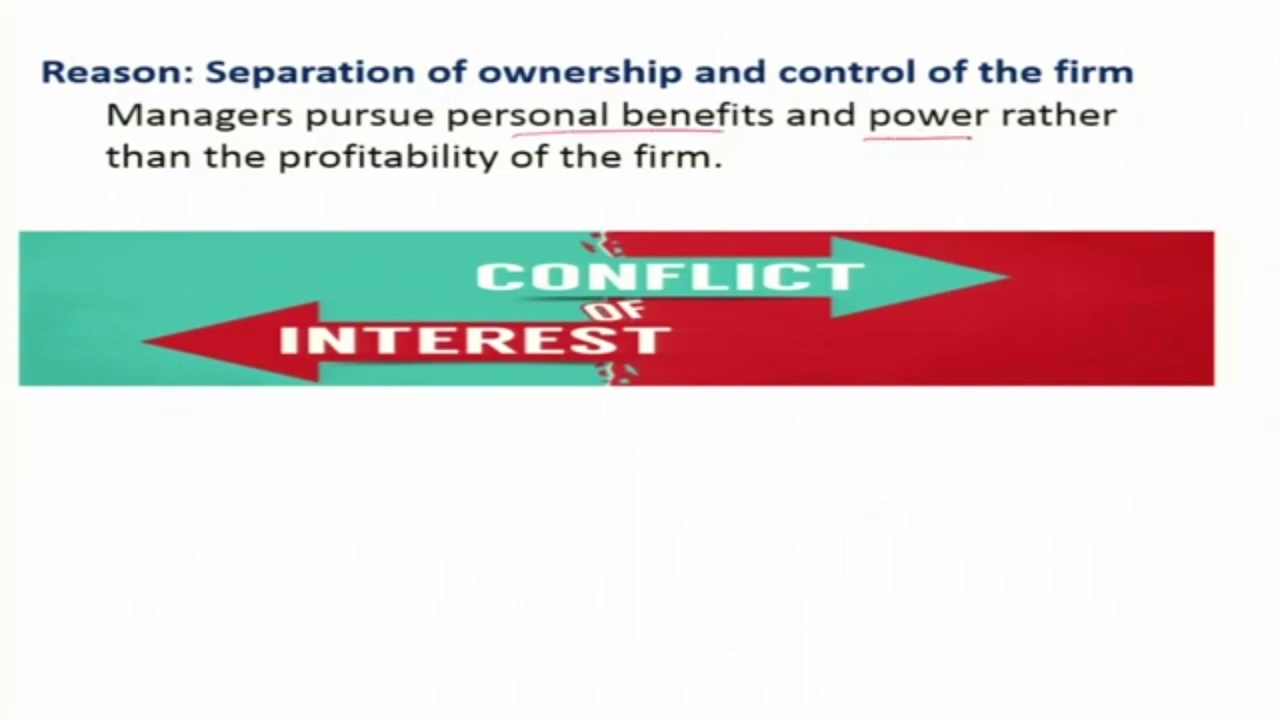 Reason: Separation of ownership and control of the firm
Managers pursue personal benefits and power rather
than the profitability of the firm.
CONFLICT
OF
INTEREST